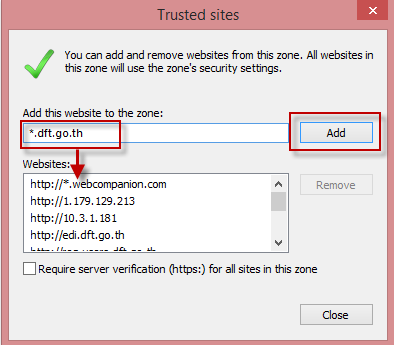 Trusted sites
You can add and remove websites from this zone. All websites in
this zone will use the zone's security settings.
Add this website to the zone:
*.dft.go.th
Add
Websites:
http://*.webcompanion.com
Remove
http://1.179.129.213
http://10.3.1.181
http://edi.dft.go.th
Require server verification (https:) for all sites in this zone
Close